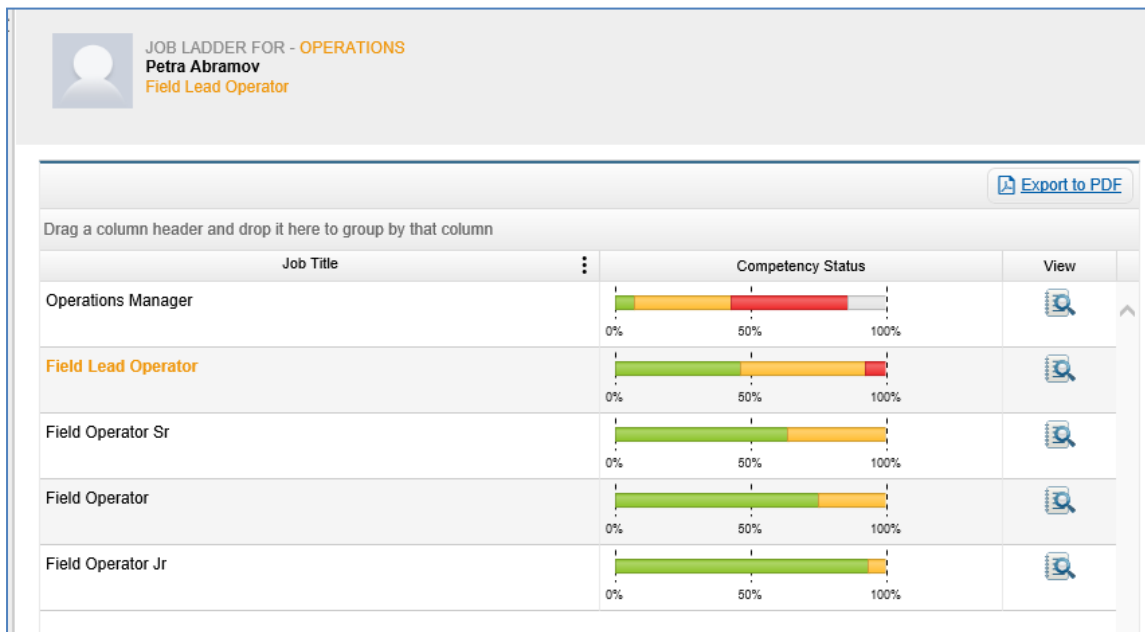 JOB LADDER FOR - OPERATIONS
Petra Abramov
Field Lead Operator
Export to PDF
Drag a column header and drop it here to group by that column
Job Title Competency Status View
Operations Manager
0% 50% 100%
Field Lead Operator
0% 50% 100%
Field Operator Sr
0% 50% 100%
Field Operator
0% 50% 100%
Field Operator Jr
0% 50% 100%